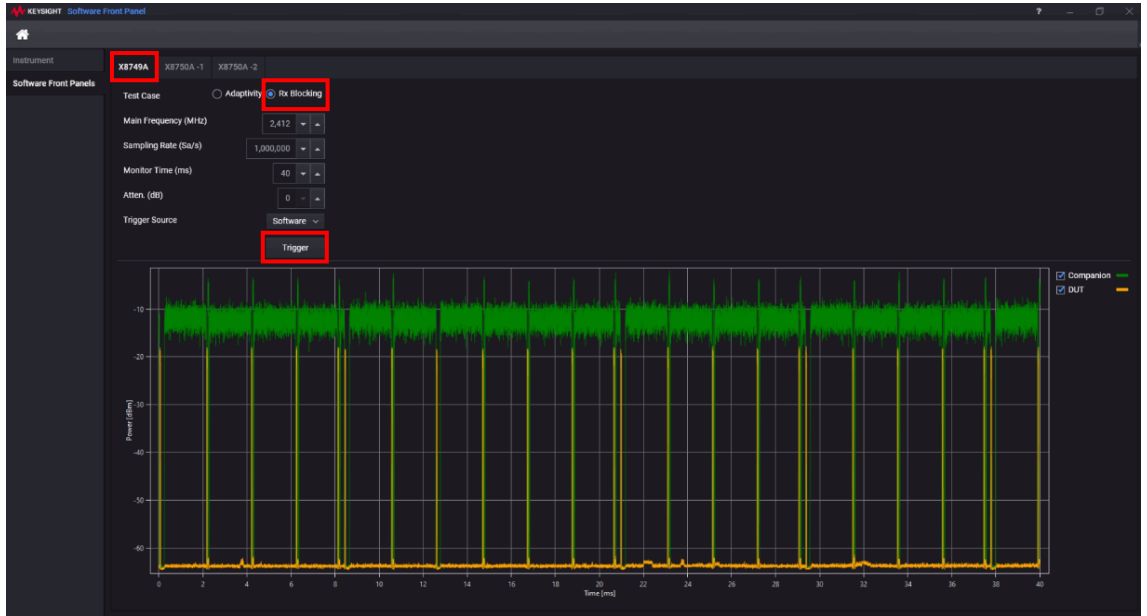 KEYSIGHT Software Front Panel
?
Instrument
Software Front Panels
X8749A X8750A -1 X8750A -2
Test Case Adaptivity Rx Blocking
Main Frequency (MHz) 2,412
Sampling Rate (Sa/s) 1,000,000
Monitor Time (ms) 40
Atten. (dB) 0
Trigger Source Software
Trigger
Companion
DUT
-10
-20
-30
-40
-50
-60
Power [dBm]
0 2 4 6 8 10 12 14 16 18 20 22 24 26 28 30 32 34 36 38 40
Time [ms]